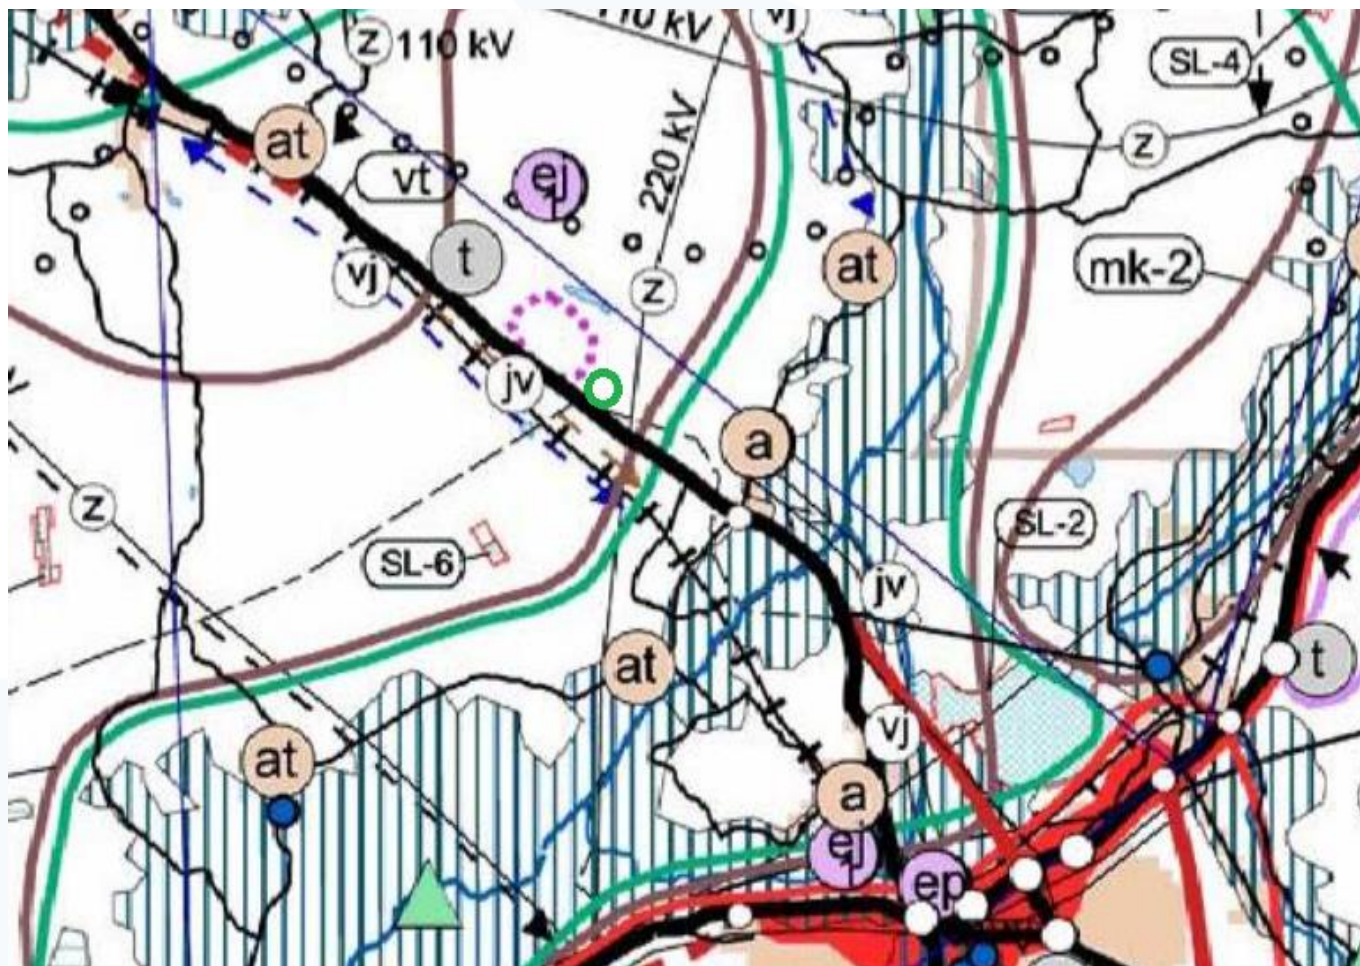 110 kV
vj
z 110 kV
SL-4
at
z
vt
ej
220 kV
t
at
vj
mk-2
z
jv
a
z
SL-2
SL-6
jv
at
t
vj
at
a
ej
ep